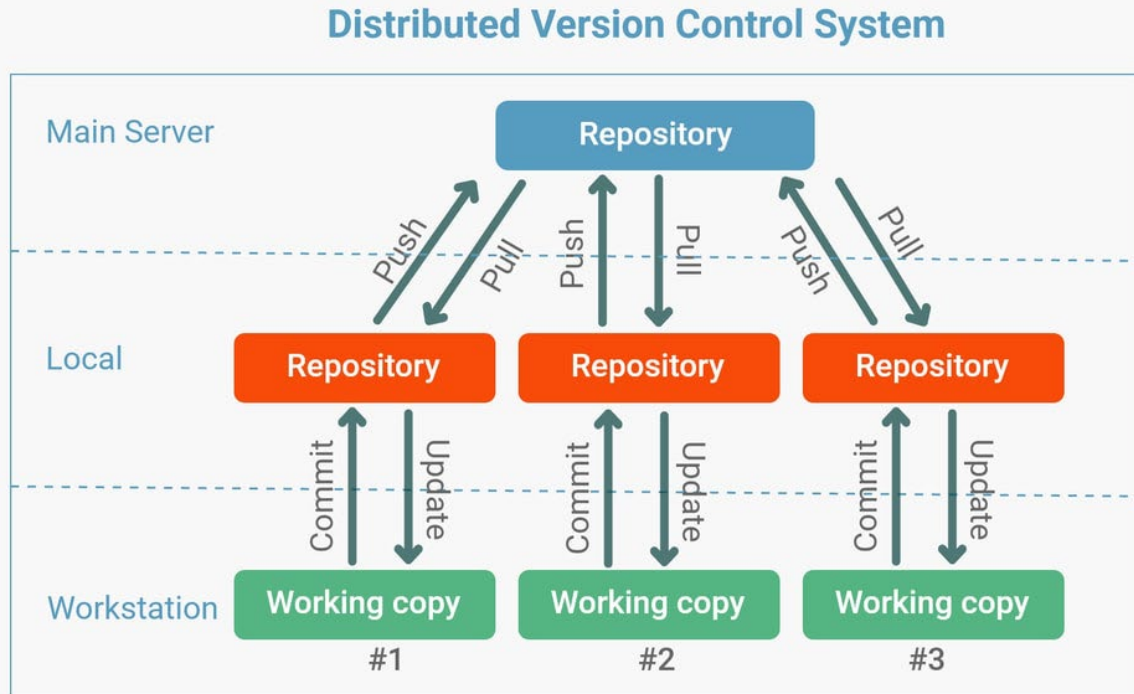 Distributed Version Control System
Main Server
Repository
Push
Pull
Push
Pull
Push
Pull
Local
Repository
Repository
Repository
Commit
Update
Commit
Update
Commit
Update
Workstation
Working copy
Working copy
Working copy
#1
#2
#3